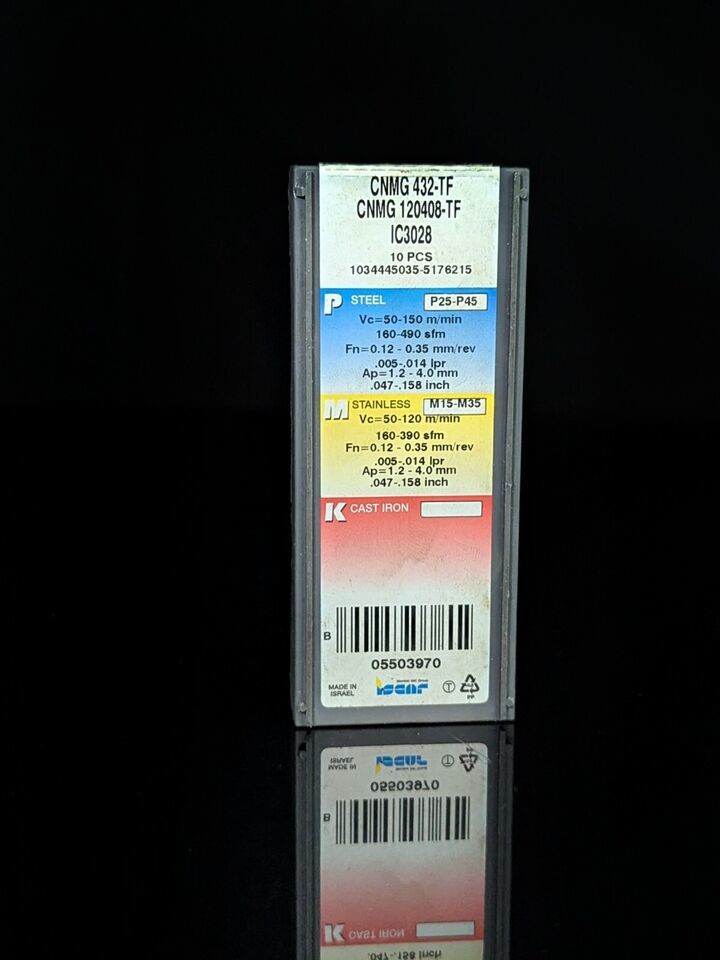 CNMG 432-TF
CNMG 120408-TF
IC3028
10 PCS
1034445035-5176215
P STEEL P25-P45
Vc=50-150 m/min
160-490 sfm
Fn=0.12 - 0.35 mm/rev
.005-.014 Ipr
Ap=1.2 - 4.0 mm
.047-.158 inch
M STAINLESS M15-M35
Vc=50-120 m/min
160-390 sfm
Fn=0.12 - 0.35 mm/rev
.005-.014 Ipr
Ap=1.2 - 4.0 mm
.047-.158 inch
K CAST IRON
B
05503970
MADE IN
ISRAEL
Member IMC Group
ISCAR
T
PP